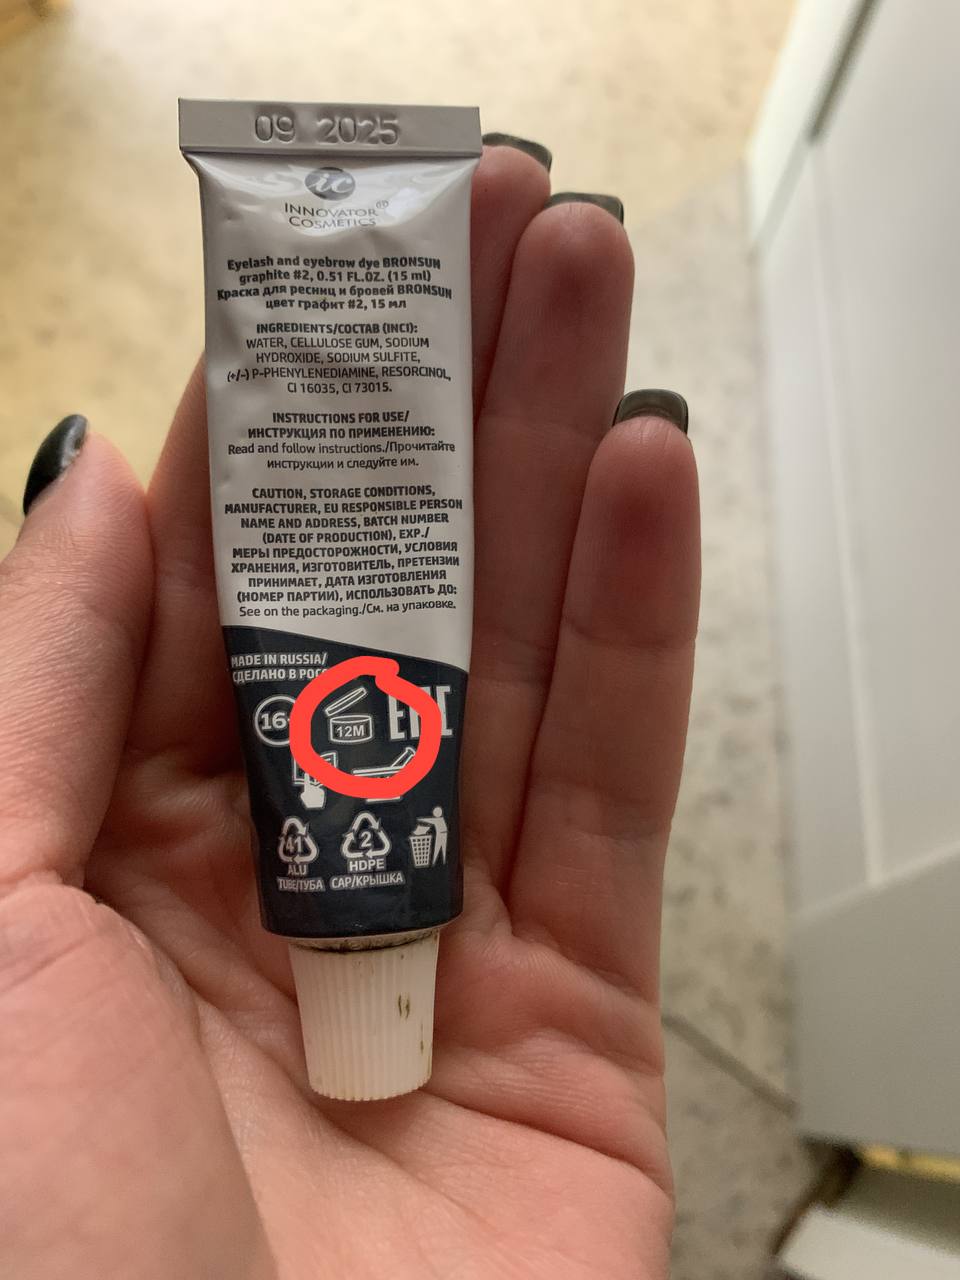 09 2025
ic
INNOVATOR®
COSMETICS
Eyelash and eyebrow dye BRONSUN
graphite #2, 0.51 FL.OZ. (15 ml)
Краска для ресниц и бровей BRONSUN
цвет графит #2, 15 мл
INGREDIENTS/СОСТАВ (INCI):
WATER, CELLULOSE GUM, SODIUM
HYDROXIDE, SODIUM SULFITE,
(+/-) P-PHENYLENEDIAMINE, RESORCINOL,
CI 16035, CI 73015.
INSTRUCTIONS FOR USE/
ИНСТРУКЦИЯ ПО ПРИМЕНЕНИЮ:
Read and follow instructions./Прочитайте
инструкции и следуйте им.
CAUTION, STORAGE CONDITIONS,
MANUFACTURER, EU RESPONSIBLE PERSON
NAME AND ADDRESS, BATCH NUMBER
(DATE OF PRODUCTION), EXP./
МЕРЫ ПРЕДОСТОРОЖНОСТИ, УСЛОВИЯ
ХРАНЕНИЯ, ИЗГОТОВИТЕЛЬ, ПРЕТЕНЗИИ
ПРИНИМАЕТ, ДАТА ИЗГОТОВЛЕНИЯ
(НОМЕР ПАРТИИ), ИСПОЛЬЗОВАТЬ ДО:
See on the packaging./См. на упаковке.
MADE IN RUSSIA/
СДЕЛАНО В РОСС
16+
12M
EAC
41 2
ALU HDPE
TUBE/ТУБА CAP/КРЫШКА